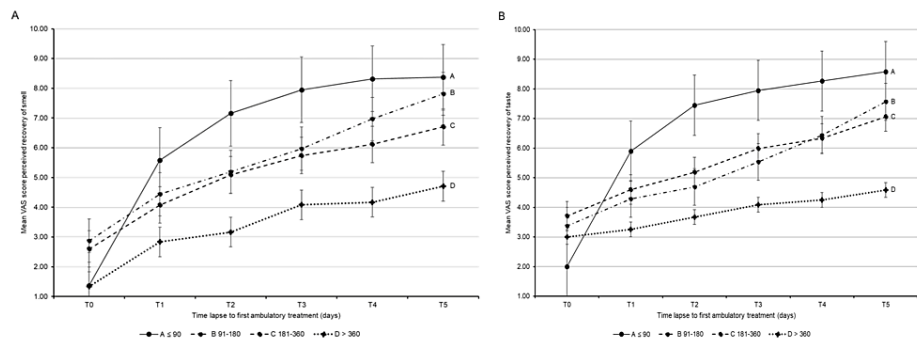 A
10.00
9.00
8.00
7.00
6.00
5.00
4.00
3.00
2.00
1.00
Mean VAS score perceived recovery of smell
A
B
C
D
T0 T1 T2 T3 T4 T5
Time lapse to first ambulatory treatment (days)
A ≤ 90 B 91-180 C 181-360 D > 360
B
10.00
9.00
8.00
7.00
6.00
5.00
4.00
3.00
2.00
1.00
Mean VAS score perceived recovery of taste
A
B
C
D
T0 T1 T2 T3 T4 T5
Time lapse to first ambulatory treatment (days)
A ≤ 90 B 91-180 C 181-360 D > 360